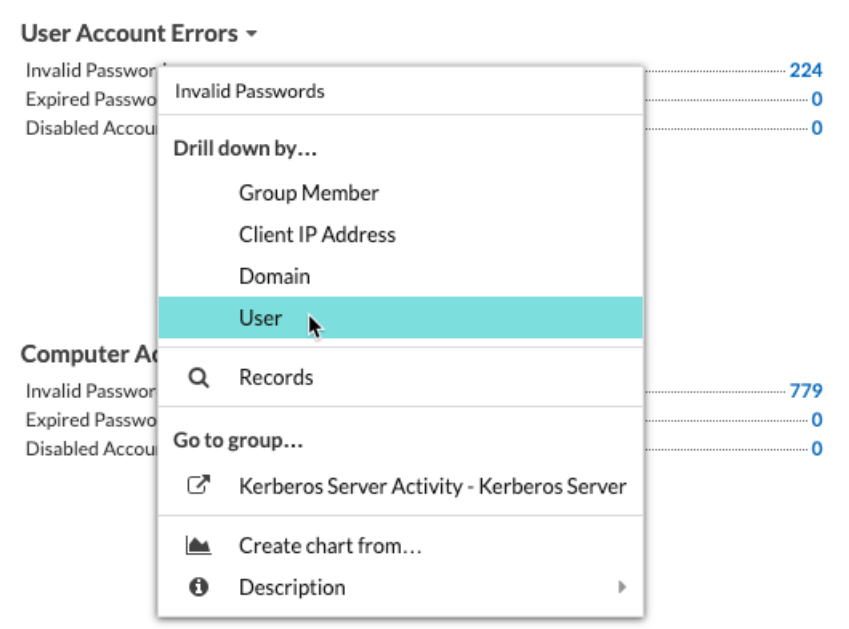 User Account Errors
Invalid Passwor 224
Expired Passwo 0
Disabled Accou 0
Invalid Passwords
Drill down by...
Group Member
Client IP Address
Domain
User
Computer Ac
Records
Invalid Passwor 779
Expired Passwo 0
Go to group...
Disabled Accou 0
Kerberos Server Activity - Kerberos Server
Create chart from...
Description